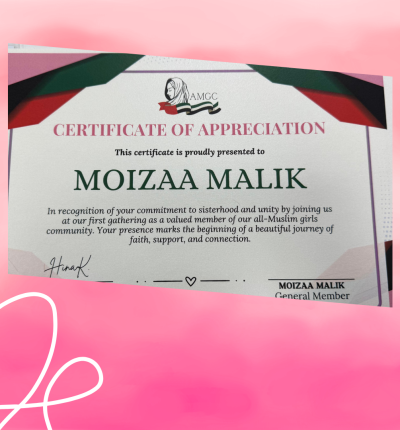 AMGC
CERTIFICATE OF APPRECIATION
This certificate is proudly presented to
MOIZAA MALIK
In recognition of your commitment to sisterhood and unity by joining us
at our first gathering as a valued member of our all-Muslim girls
community. Your presence marks the beginning of a beautiful journey of
faith, support, and connection.
HinaK
MOIZAA MALIK
General Member